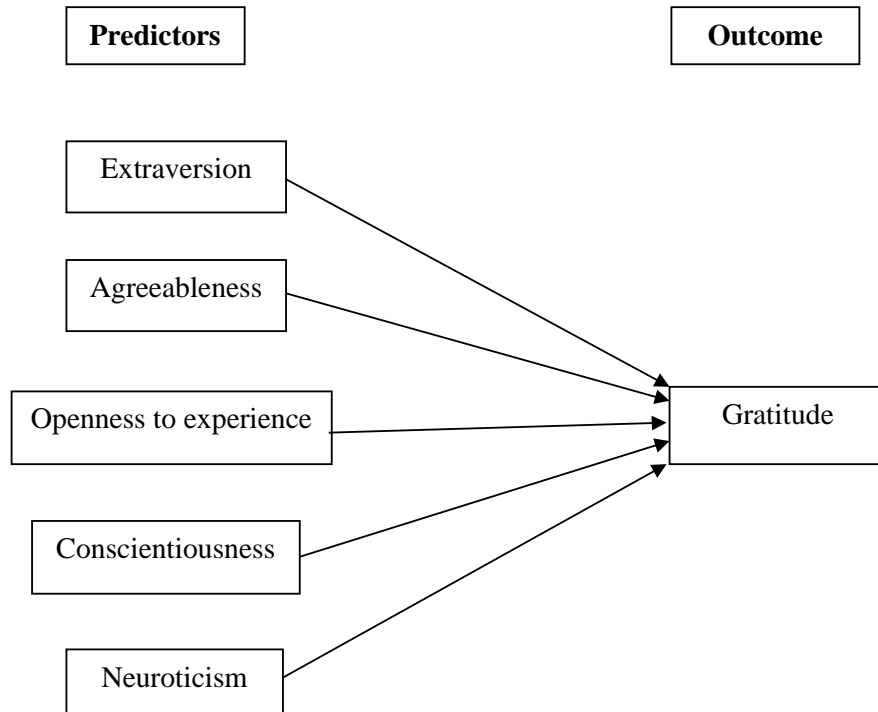 Predictors
Outcome
Extraversion
Agreeableness
Openness to experience
Gratitude
Conscientiousness
Neuroticism